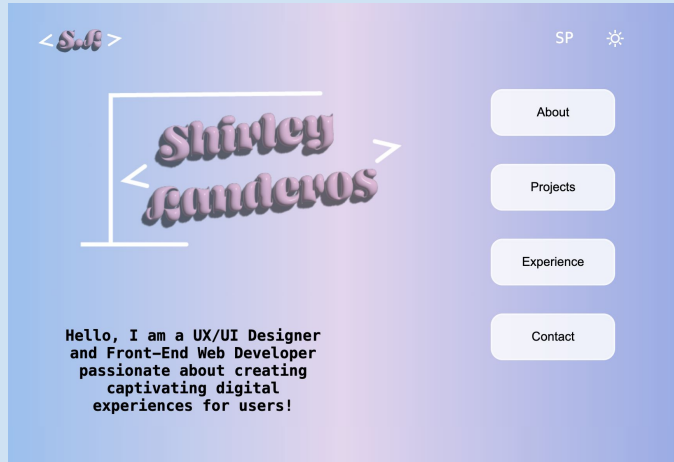 <S.L>
SP
About
Shirley
<Landeros>
Projects
Experience
Contact
Hello, I am a UX/UI Designer
and Front-End Web Developer
passionate about creating
captivating digital
experiences for users!